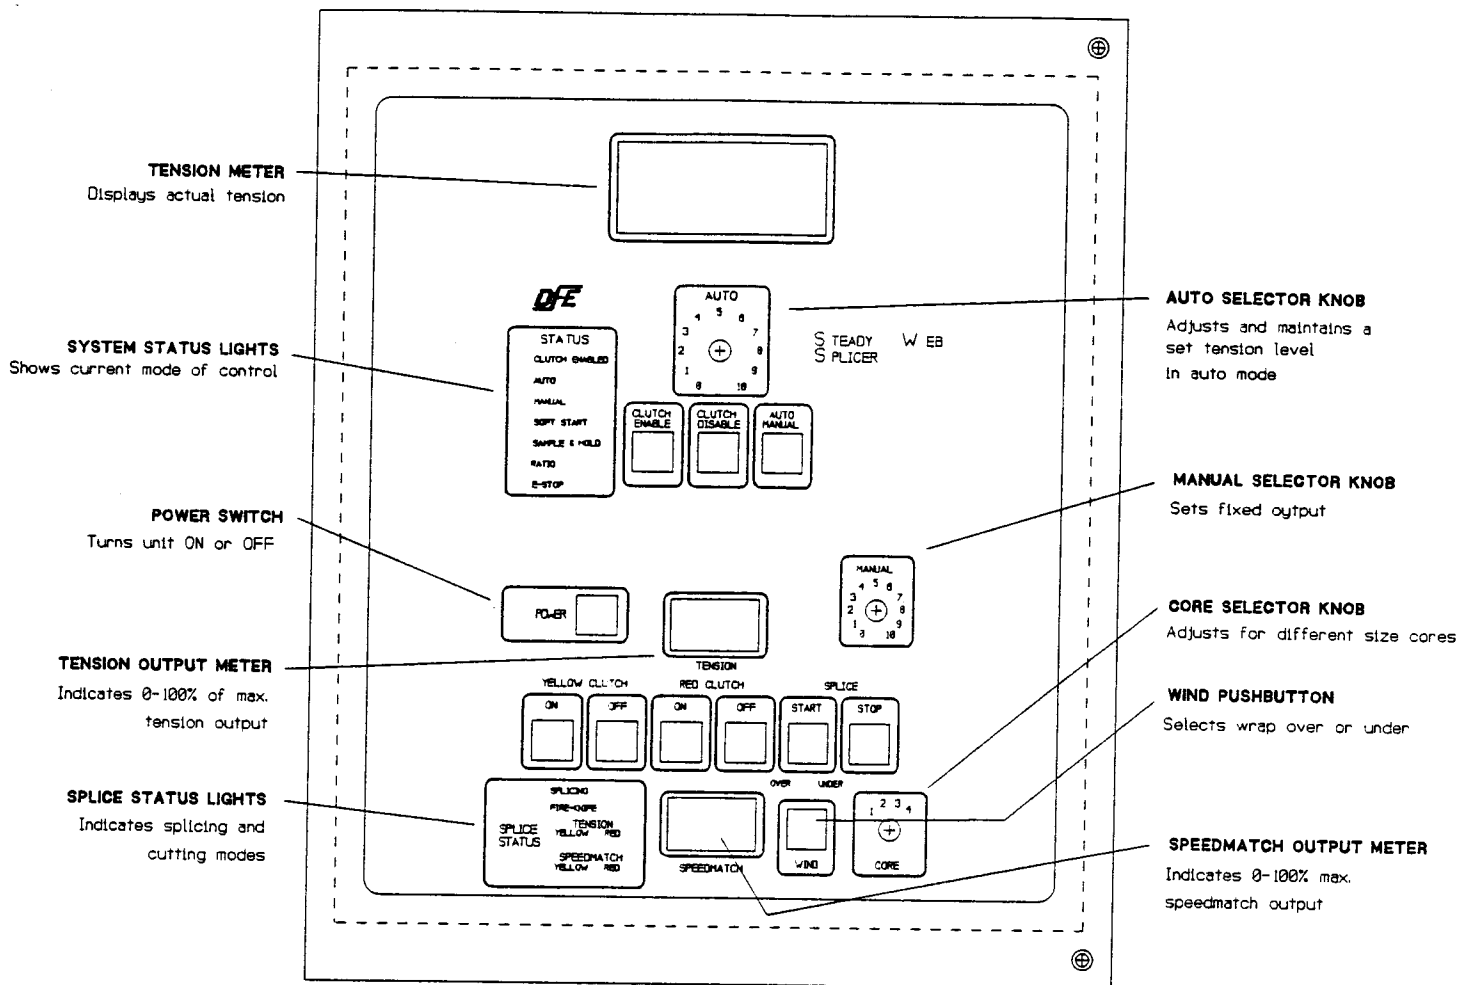 TENSION METER
Displays actual tension
SYSTEM STATUS LIGHTS
Shows current mode of control
POWER SWITCH
Turns unit ON or OFF
TENSION OUTPUT METER
Indicates 0-100% of max.
tension output
SPLICE STATUS LIGHTS
Indicates splicing and
cutting modes
DFE
STATUS
CLUTCH ENABLED
AUTO
MANUAL
SOFT START
SAMPLE & HOLD
RATIO
E-STOP
AUTO
0 1 2 3 4 5 6 7 8 9 10
STEADY WEB
SPLICER
CLUTCH
ENABLE
CLUTCH
DISABLE
AUTO
MANUAL
MANUAL
0 1 2 3 4 5 6 7 8 9 10
POWER
TENSION
YELLOW CLUTCH
RED CLUTCH
SPLICE
ON
OFF
ON
OFF
START
STOP
SPLICING
FIRE-KNIFE
SPLICE
STATUS
TENSION
YELLOW RED
SPEEDMATCH
YELLOW RED
SPEEDMATCH
OVER UNDER
WIND
1 2 3 4
CORE
AUTO SELECTOR KNOB
Adjusts and maintains a
set tension level
in auto mode
MANUAL SELECTOR KNOB
Sets fixed oytput
CORE SELECTOR KNOB
Adjusts for different size cores
WIND PUSHBUTTON
Selects wrap over or under
SPEEDMATCH OUTPUT METER
Indicates 0-100% max.
speedmatch output